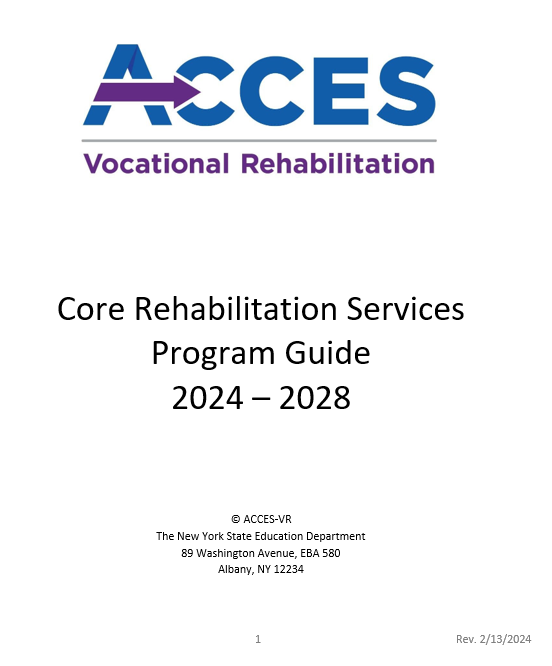 ACCES
Vocational Rehabilitation
Core Rehabilitation Services
Program Guide
2024 – 2028
© ACCES-VR
The New York State Education Department
89 Washington Avenue, EBA 580
Albany, NY 12234
1
Rev. 2/13/2024